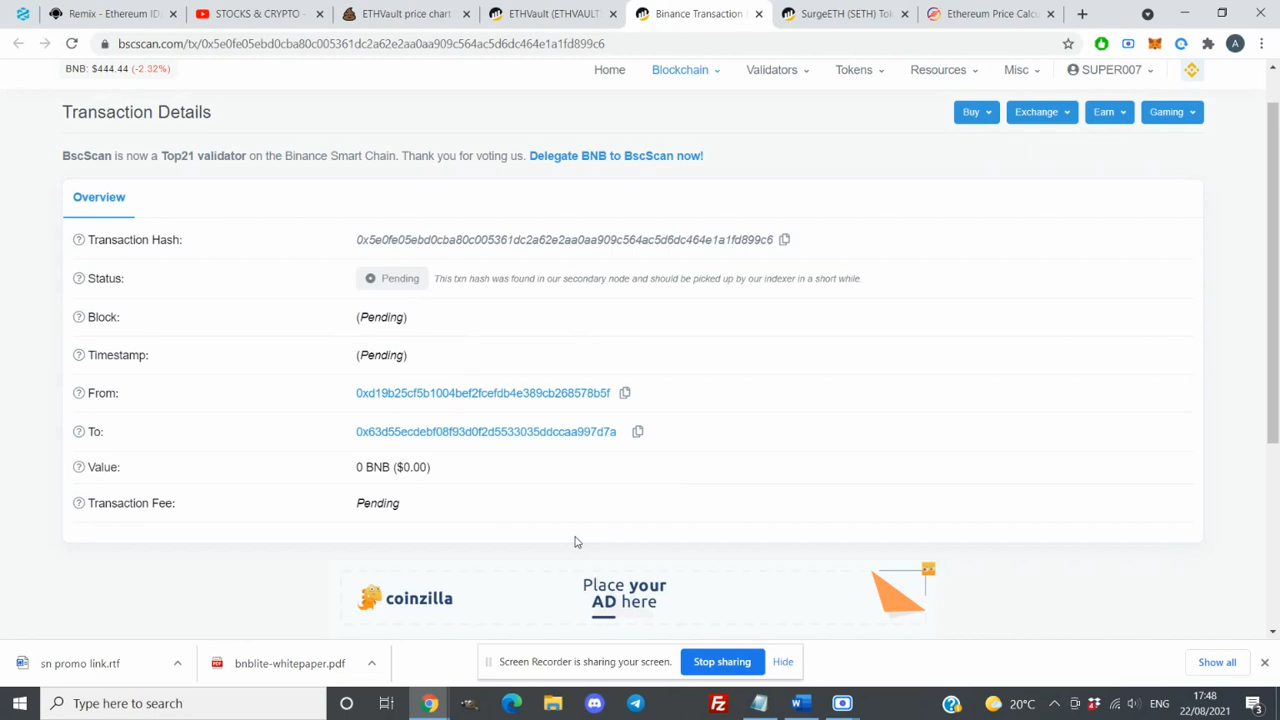 Remix - Ethereum ID
STOCKS & CRYPTO -
ETHVault price chart
ETHVault (ETHVAULT)
Binance Transaction
SurgeETH (SETH) Tok
Ethereum Price Calc
bscscan.com/tx/0x5e0fe05ebd0cba80c005361dc2a62e2aa0aa909c564ac5d6dc464e1a1fd899c6
A
BNB: $444.44 (-2.32%)
Home Blockchain Validators Tokens Resources Misc SUPER007
Transaction Details
Buy Exchange Earn Gaming
BscScan is now a Top21 validator on the Binance Smart Chain. Thank you for voting us. Delegate BNB to BscScan now!
Overview
Transaction Hash: 0x5e0fe05ebd0cba80c005361dc2a62e2aa0aa909c564ac5d6dc464e1a1fd899c6
Status: Pending This txn hash was found in our secondary node and should be picked up by our indexer in a short while.
Block: (Pending)
Timestamp: (Pending)
From: 0xd19b25cf5b1004bef2fcefdb4e389cb268578b5f
To: 0x63d55ecdebf08f93d0f2d5533035ddccaa997d7a
Value: 0 BNB ($0.00)
Transaction Fee: Pending
coinzilla
Place your
AD here
sn promo link.rtf
bnblite-whitepaper.pdf
Screen Recorder is sharing your screen. Stop sharing Hide
Show all
Type here to search
20°C
17:48
22/08/2021
3